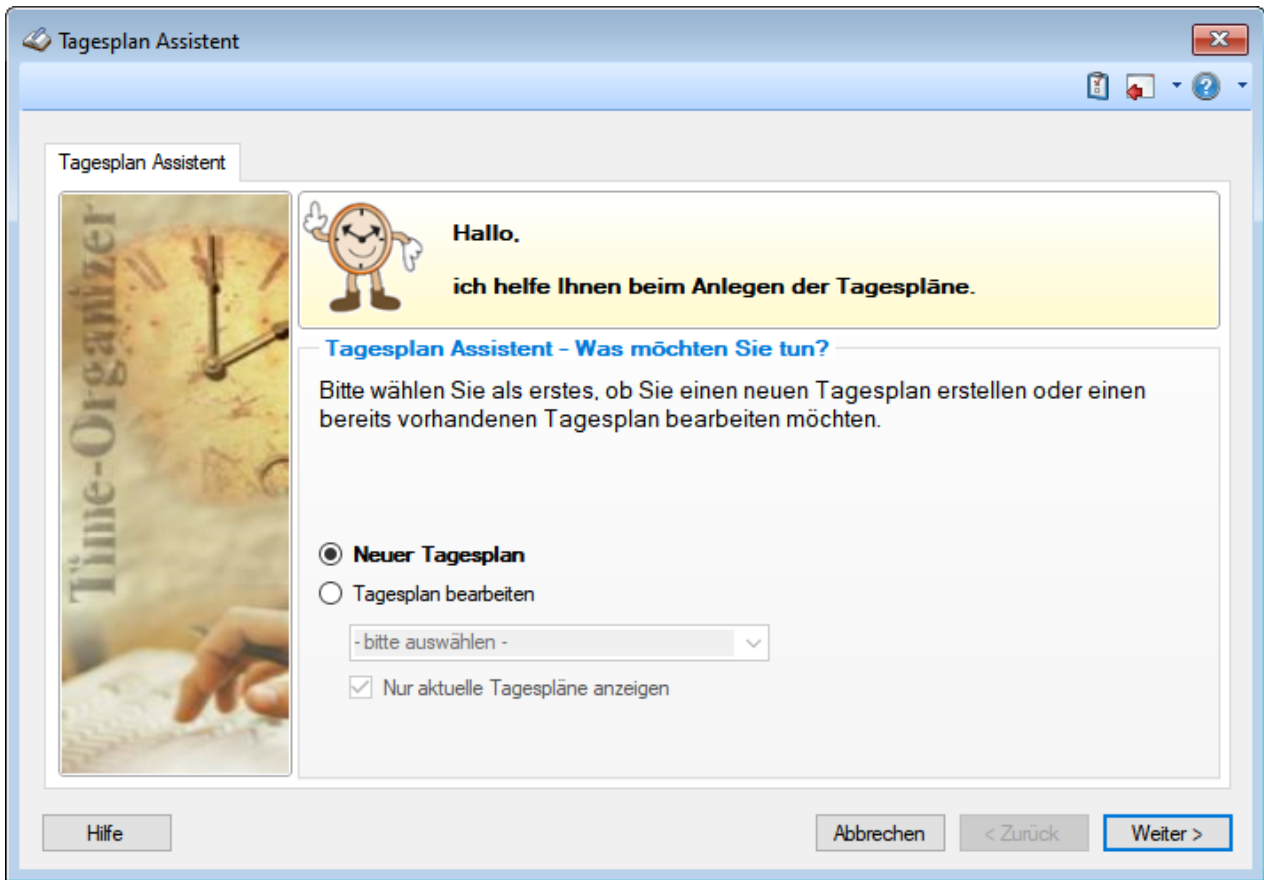 Tagesplan Assistent
Tagesplan Assistent
Time-Organizer
Hallo,
ich helfe Ihnen beim Anlegen der Tagespläne.
Tagesplan Assistent - Was möchten Sie tun?
Bitte wählen Sie als erstes, ob Sie einen neuen Tagesplan erstellen oder einen
bereits vorhandenen Tagesplan bearbeiten möchten.
Neuer Tagesplan
Tagesplan bearbeiten
- bitte auswählen -
Nur aktuelle Tagespläne anzeigen
Hilfe
Abbrechen
< Zurück
Weiter >